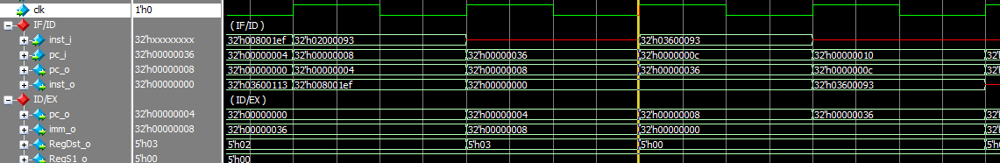 clk 1'h0
IF/ID ( IF/ID )
inst_i 32'hxxxxxxxx 32'h008001ef 32'h02000093 32'h03600093
pc_i 32'h00000036 32'h00000004 32'h00000008 32'h00000036 32'h0000000c 32'h00000010 32'h
pc_o 32'h00000008 32'h00000000 32'h00000004 32'h00000008 32'h00000036 32'h0000000c 32'h
inst_o 32'h00000000 32'h03600113 32'h008001ef 32'h00000000 32'h03600093
ID/EX (ID/EX )
pc_o 32'h00000004 32'h00000000 32'h00000004 32'h00000008 32'h00000036 32'h
imm_o 32'h00000008 32'h00000036 32'h00000008 32'h00000000 32'h
RegDst_o 5'h03 5'h02 5'h03 5'h00 5'h
RegS1_o 5'h00 5'h00